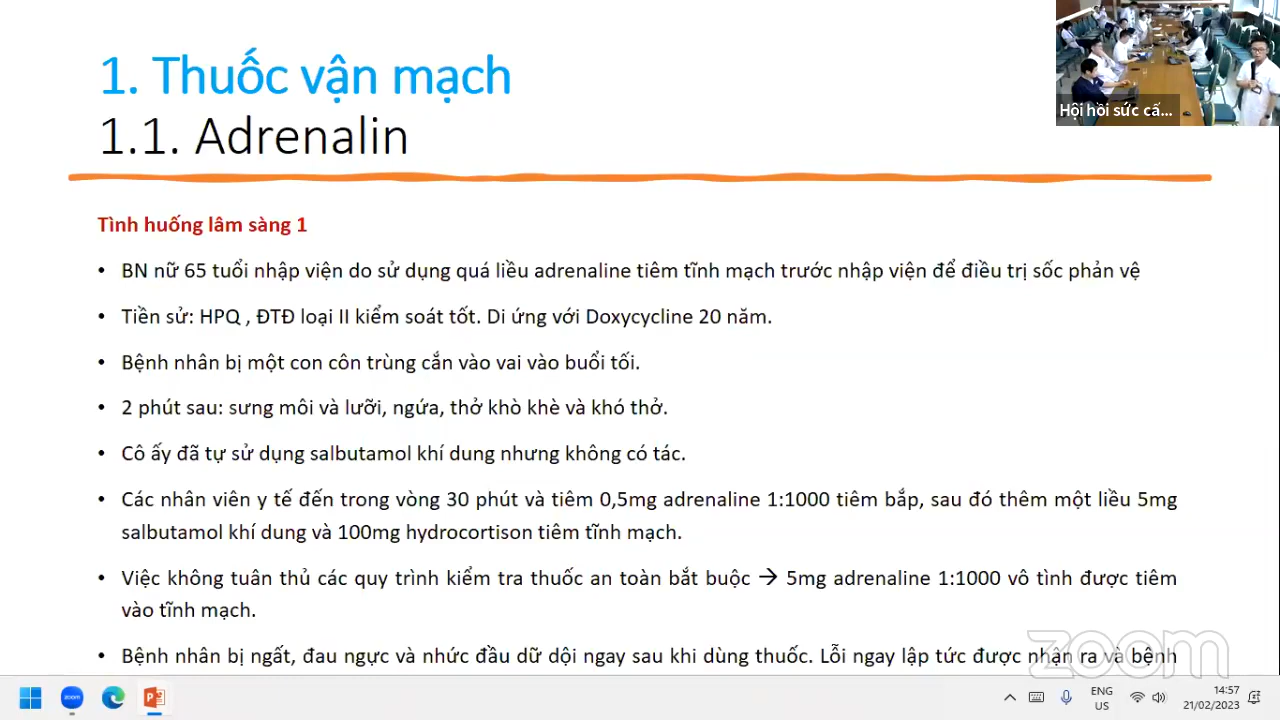 1. Thuốc vận mạch
1.1. Adrenalin
Hội hồi sức cấ...
Tình huống lâm sàng 1
• BN nữ 65 tuổi nhập viện do sử dụng quá liều adrenaline tiêm tĩnh mạch trước nhập viện để điều trị sốc phản vệ
• Tiền sử: HPQ , ĐTĐ loại II kiểm soát tốt. Di ứng với Doxycycline 20 năm.
• Bệnh nhân bị một con côn trùng cắn vào vai vào buổi tối.
• 2 phút sau: sưng môi và lưỡi, ngứa, thở khò khè và khó thở.
• Cô ấy đã tự sử dụng salbutamol khí dung nhưng không có tác.
• Các nhân viên y tế đến trong vòng 30 phút và tiêm 0,5mg adrenaline 1:1000 tiêm bắp, sau đó thêm một liều 5mg
salbutamol khí dung và 100mg hydrocortison tiêm tĩnh mạch.
• Việc không tuân thủ các quy trình kiểm tra thuốc an toàn bắt buộc → 5mg adrenaline 1:1000 vô tình được tiêm
vào tĩnh mạch.
• Bệnh nhân bị ngất, đau ngực và nhức đầu dữ dội ngay sau khi dùng thuốc. Lỗi ngay lập tức được nhận ra và bệnh
zoom
zoom
ENG
US
14:57
21/02/2023